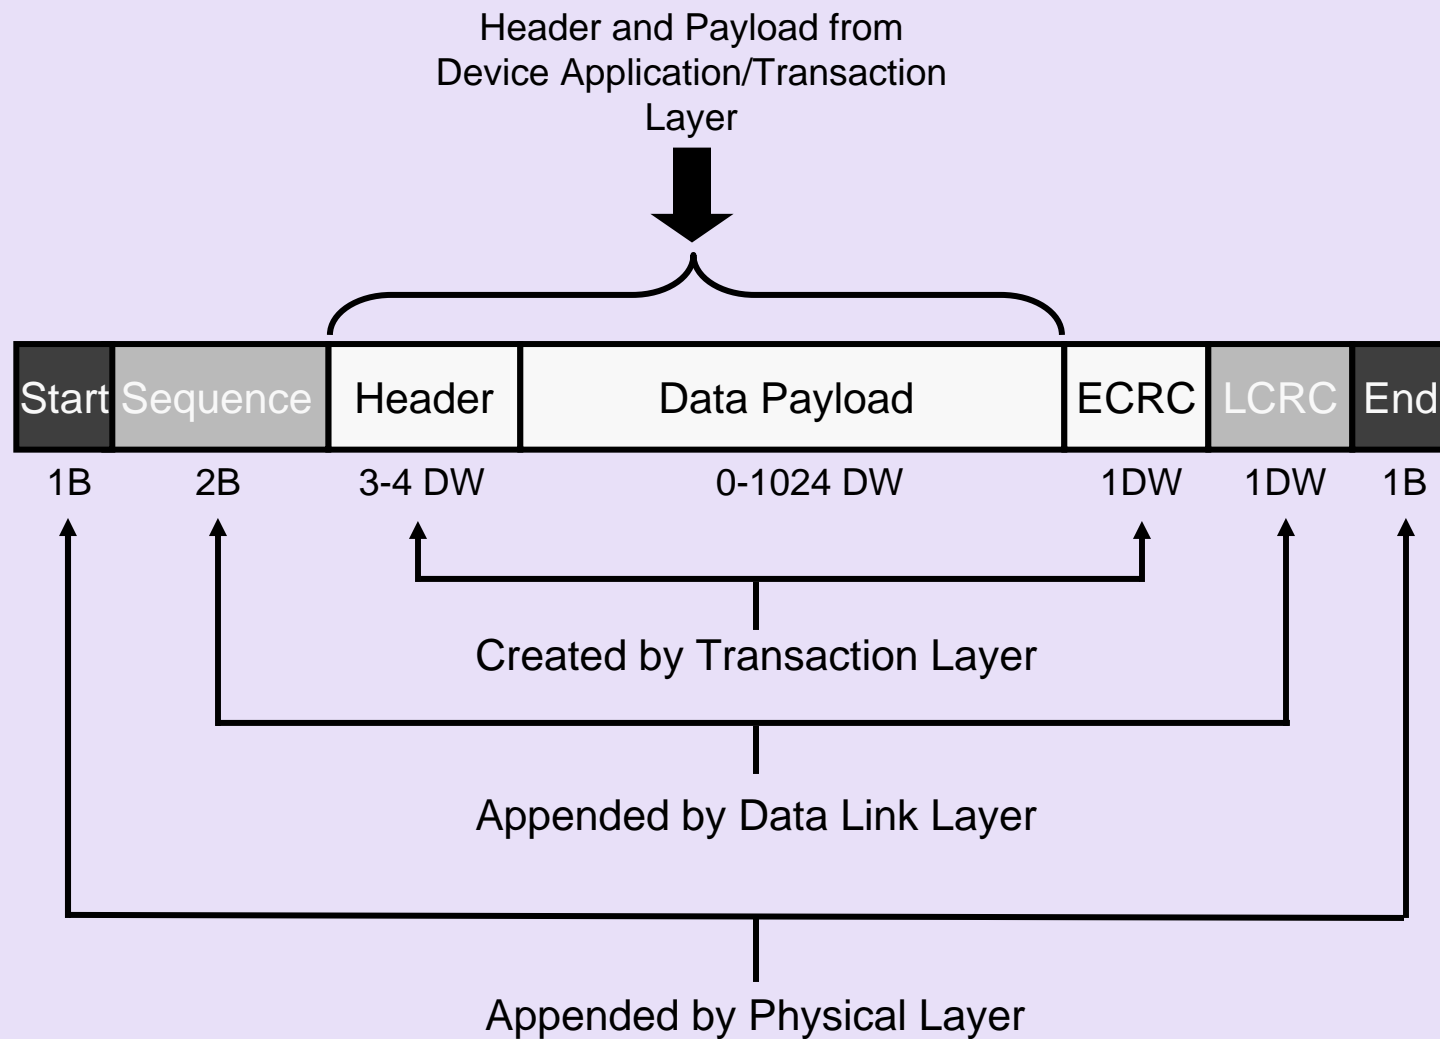 Header and Payload from
Device Application/Transaction
Layer
Start Sequence Header Data Payload ECRC LCRC End
1B 2B 3-4 DW 0-1024 DW 1DW 1DW 1B
Created by Transaction Layer
Appended by Data Link Layer
Appended by Physical Layer